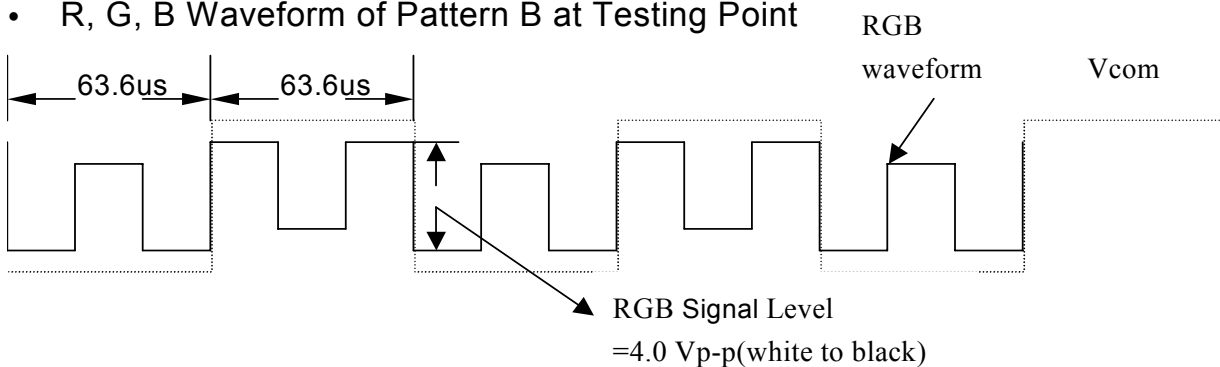 • R, G, B Waveform of Pattern B at Testing Point
RGB
waveform
Vcom
63.6us
63.6us
RGB Signal Level
=4.0 Vp-p(white to black)